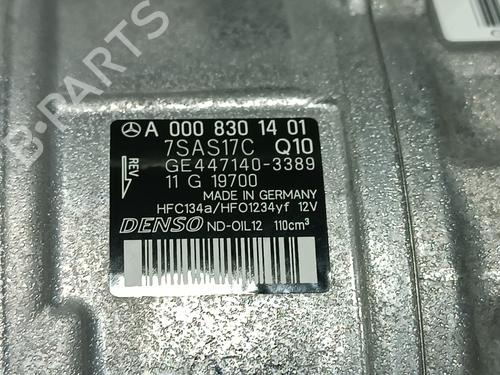 A 000 830 14 01
7SAS17C Q10
REV
GE447140-3389
11 G 19700
MADE IN GERMANY
HFC134a/HFO1234yf 12V
DENSO ND-OIL12 110cm³
B-PARTS